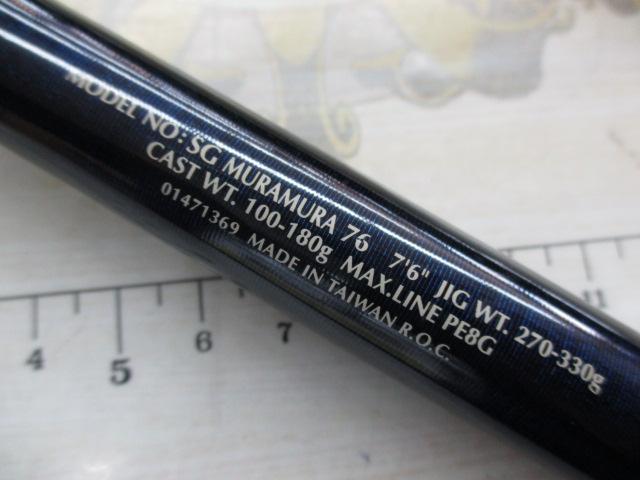 MODEL NO: SG MURAMURA 76 7'6" JIG WT. 270-330g
CAST WT. 100-180g MAX.LINE PE8G
01471369 MADE IN TAIWAN R.O.C.
4 5 6 7 11